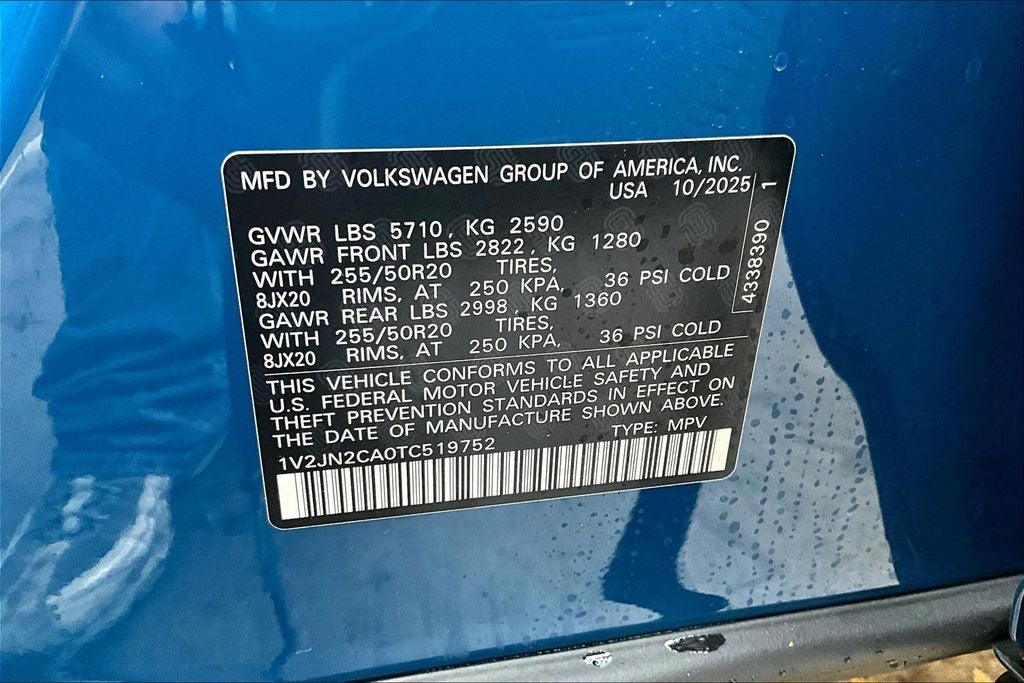 MFD BY VOLKSWAGEN GROUP OF AMERICA, INC.
USA 10/2025
GVWR LBS 5710, KG 2590
GAWR FRONT LBS 2822, KG 1280
WITH 255/50R20 TIRES,
8JX20 RIMS, AT 250 KPA, 36 PSI COLD
GAWR REAR LBS 2998, KG 1360
WITH 255/50R20 TIRES,
8JX20 RIMS, AT 250 KPA, 36 PSI COLD
4338390 1
THIS VEHICLE CONFORMS TO ALL APPLICABLE
U.S. FEDERAL MOTOR VEHICLE SAFETY AND
THEFT PREVENTION STANDARDS IN EFFECT ON
THE DATE OF MANUFACTURE SHOWN ABOVE.
TYPE: MPV
1V2JN2CA0TC519752